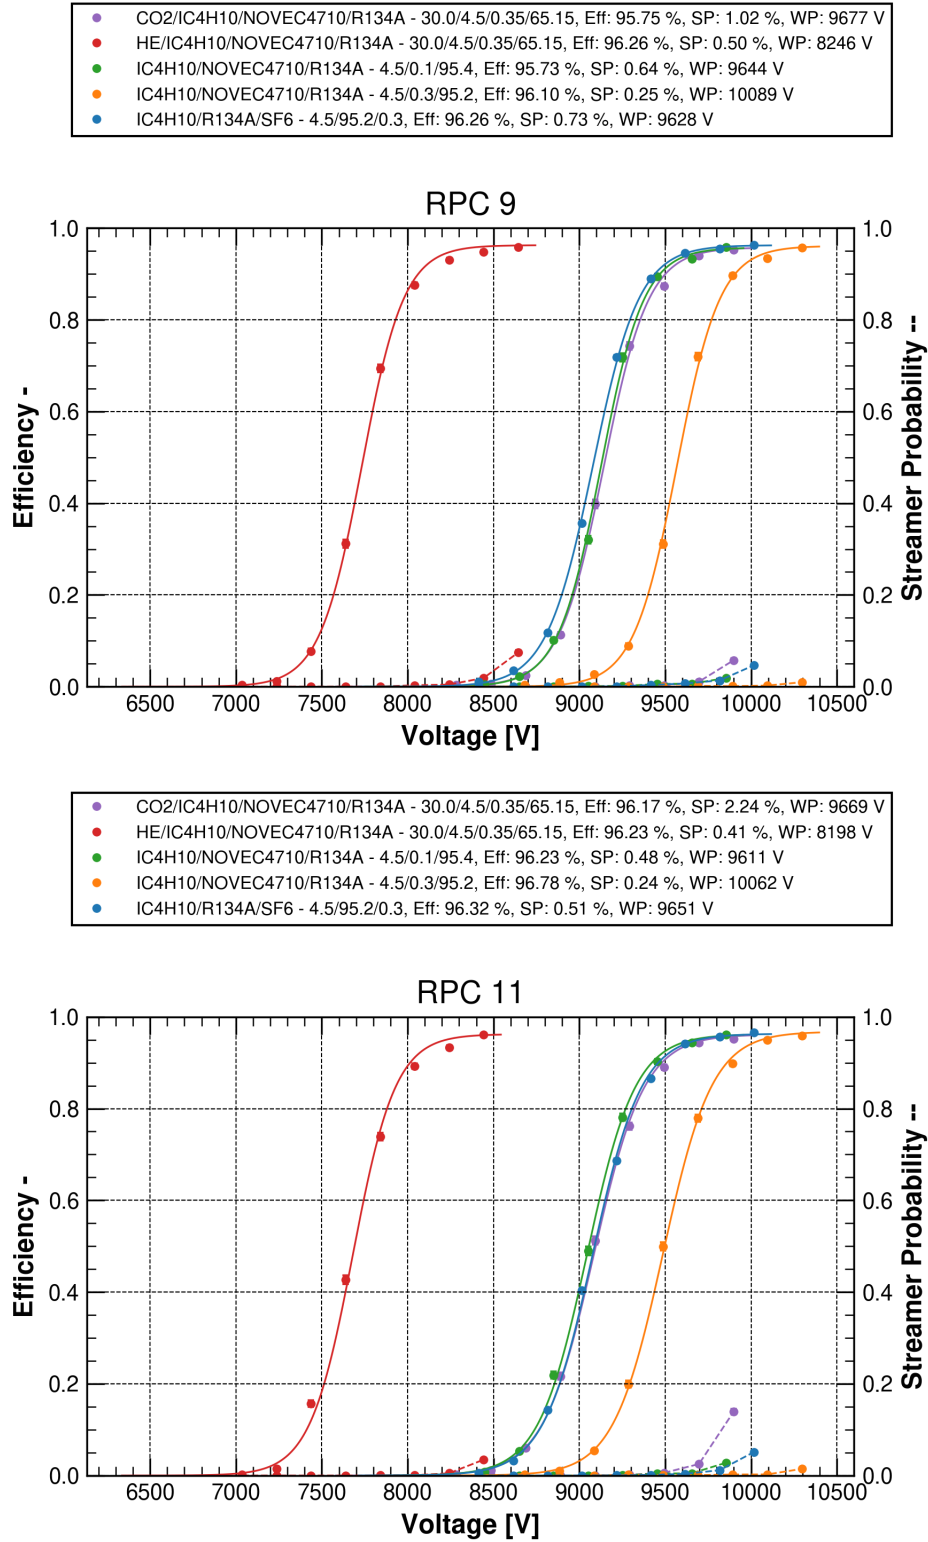 CO2/IC4H10/NOVEC4710/R134A - 30.0/4.5/0.35/65.15, Eff: 95.75 %, SP: 1.02 %, WP: 9677 V
HE/IC4H10/NOVEC4710/R134A - 30.0/4.5/0.35/65.15, Eff: 96.26 %, SP: 0.50 %, WP: 8246 V
IC4H10/NOVEC4710/R134A - 4.5/0.1/95.4, Eff: 95.73 %, SP: 0.64 %, WP: 9644 V
IC4H10/NOVEC4710/R134A - 4.5/0.3/95.2, Eff: 96.10 %, SP: 0.25 %, WP: 10089 V
IC4H10/R134A/SF6 - 4.5/95.2/0.3, Eff: 96.26 %, SP: 0.73 %, WP: 9628 V
RPC 9
1.0 1.0
0.8 0.8
0.6 0.6
0.4 0.4
0.2 0.2
0.0 0.0
Efficiency -
Streamer Probability --
6500 7000 7500 8000 8500 9000 9500 10000 10500
Voltage [V]
CO2/IC4H10/NOVEC4710/R134A - 30.0/4.5/0.35/65.15, Eff: 96.17 %, SP: 2.24 %, WP: 9669 V
HE/IC4H10/NOVEC4710/R134A - 30.0/4.5/0.35/65.15, Eff: 96.23 %, SP: 0.41 %, WP: 8198 V
IC4H10/NOVEC4710/R134A - 4.5/0.1/95.4, Eff: 96.23 %, SP: 0.48 %, WP: 9611 V
IC4H10/NOVEC4710/R134A - 4.5/0.3/95.2, Eff: 96.78 %, SP: 0.24 %, WP: 10062 V
IC4H10/R134A/SF6 - 4.5/95.2/0.3, Eff: 96.32 %, SP: 0.51 %, WP: 9651 V
RPC 11
1.0 1.0
0.8 0.8
0.6 0.6
0.4 0.4
0.2 0.2
0.0 0.0
Efficiency -
Streamer Probability --
6500 7000 7500 8000 8500 9000 9500 10000 10500
Voltage [V]